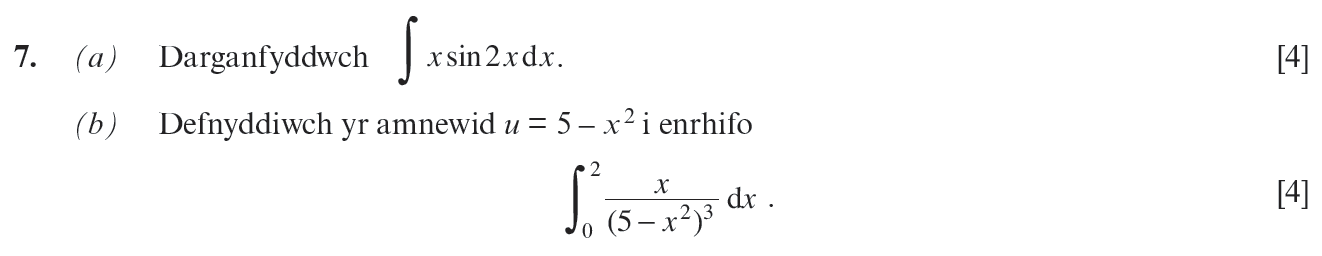 7. (a) Darganfyddwch ∫ x sin 2x dx. [4]
(b) Defnyddiwch yr amnewid u = 5 – x² i enrhifo
∫₀² x/(5 – x²)³ dx . [4]